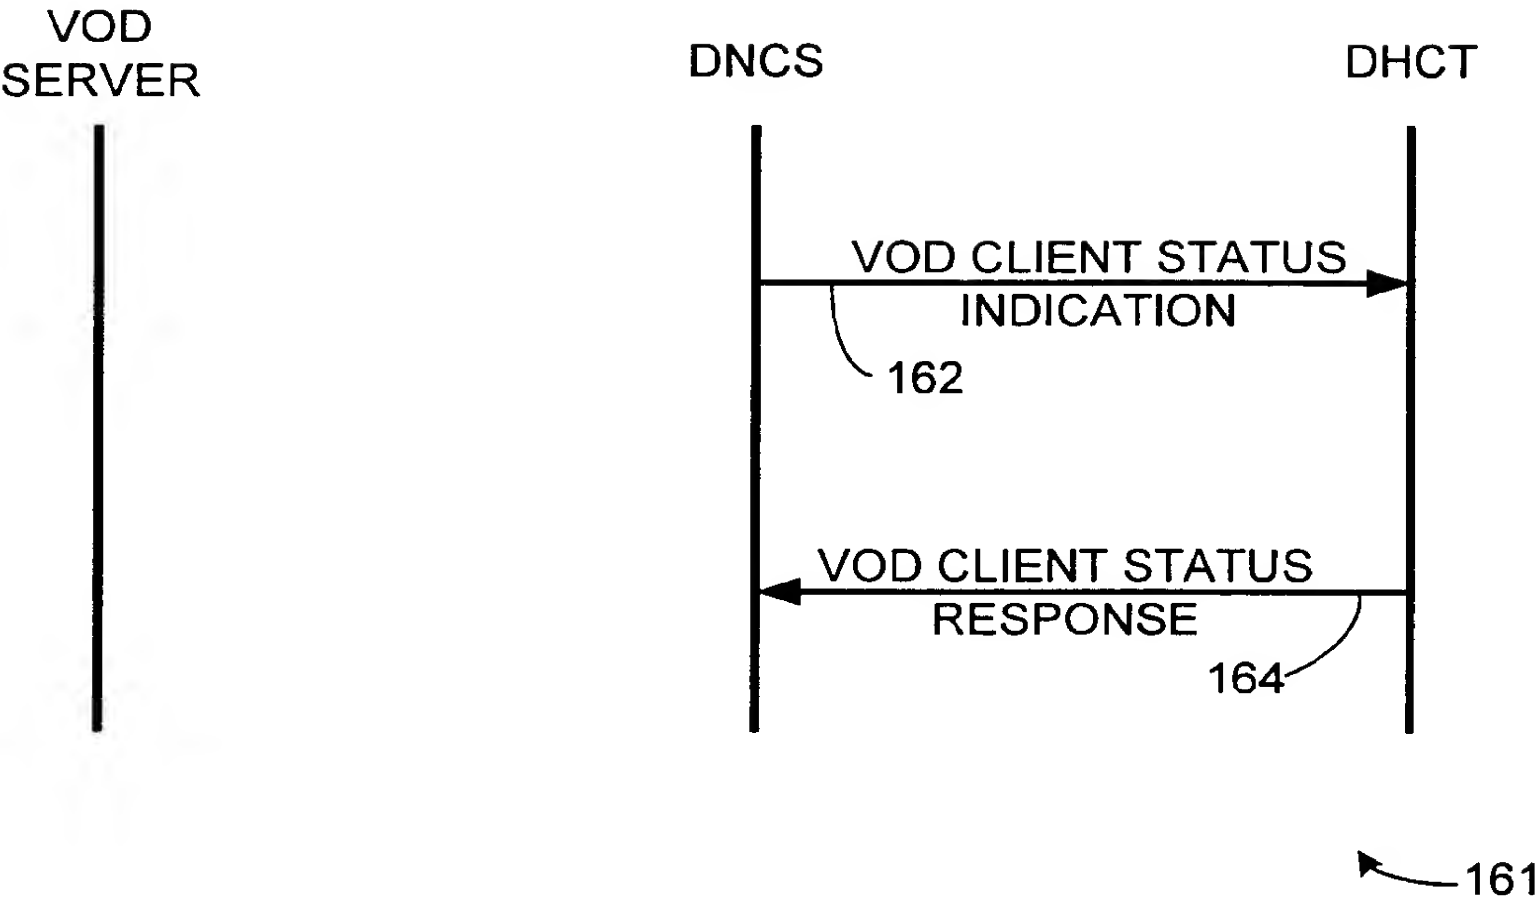 VOD
SERVER
DNCS
DHCT
VOD CLIENT STATUS
INDICATION
162
VOD CLIENT STATUS
RESPONSE
164
161